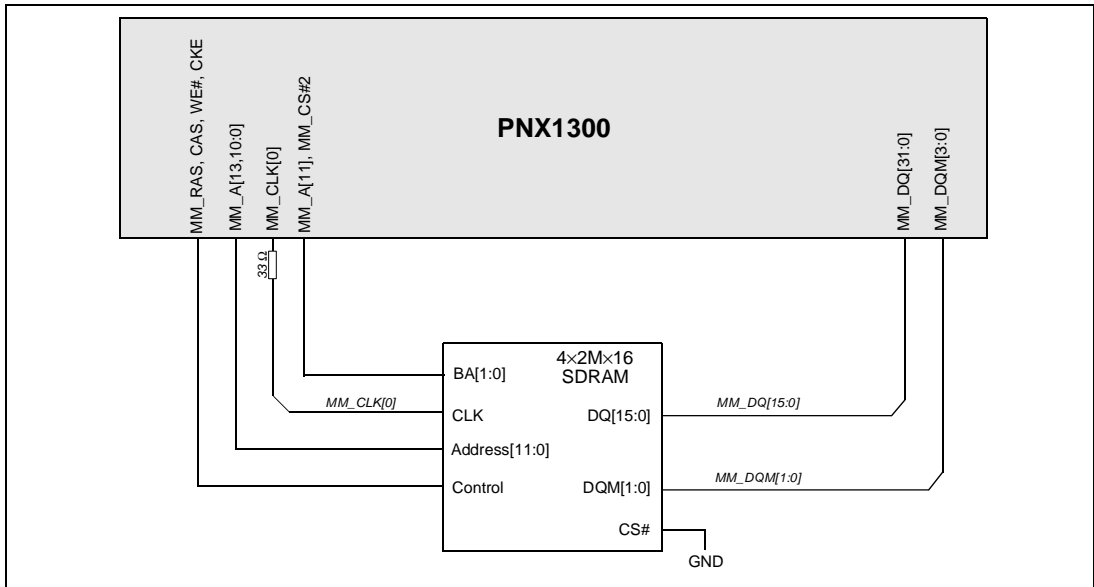 MM_RAS, CAS, WE#, CKE
MM_A[13,10:0]
MM_CLK[0]
MM_A[11], MM_CS#2
PNX1300
MM_DQ[31:0]
MM_DQM[3:0]
33 Ω
4×2M×16
SDRAM
BA[1:0]
MM_CLK[0]
CLK
DQ[15:0]
MM_DQ[15:0]
Address[11:0]
Control
DQM[1:0]
MM_DQM[1:0]
CS#
GND